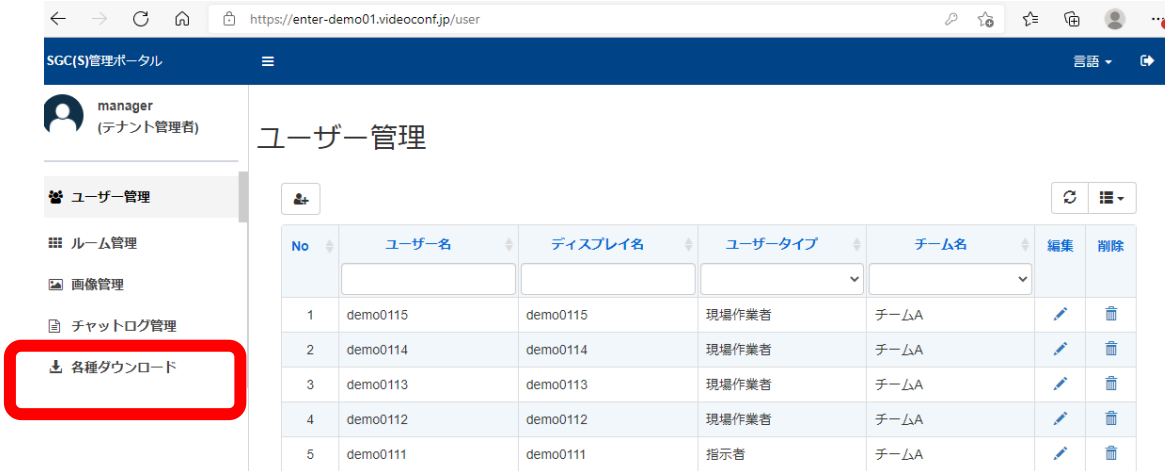 https://enter-demo01.videoconf.jp/user
SGC(S)管理ポータル
言語
manager
(テナント管理者)
ユーザー管理
ルーム管理
画像管理
チャットログ管理
各種ダウンロード
ユーザー管理
No ユーザー名 ディスプレイ名 ユーザータイプ チーム名 編集 削除
1 demo0115 demo0115 現場作業者 チームA
2 demo0114 demo0114 現場作業者 チームA
3 demo0113 demo0113 現場作業者 チームA
4 demo0112 demo0112 現場作業者 チームA
5 demo0111 demo0111 指示者 チームA